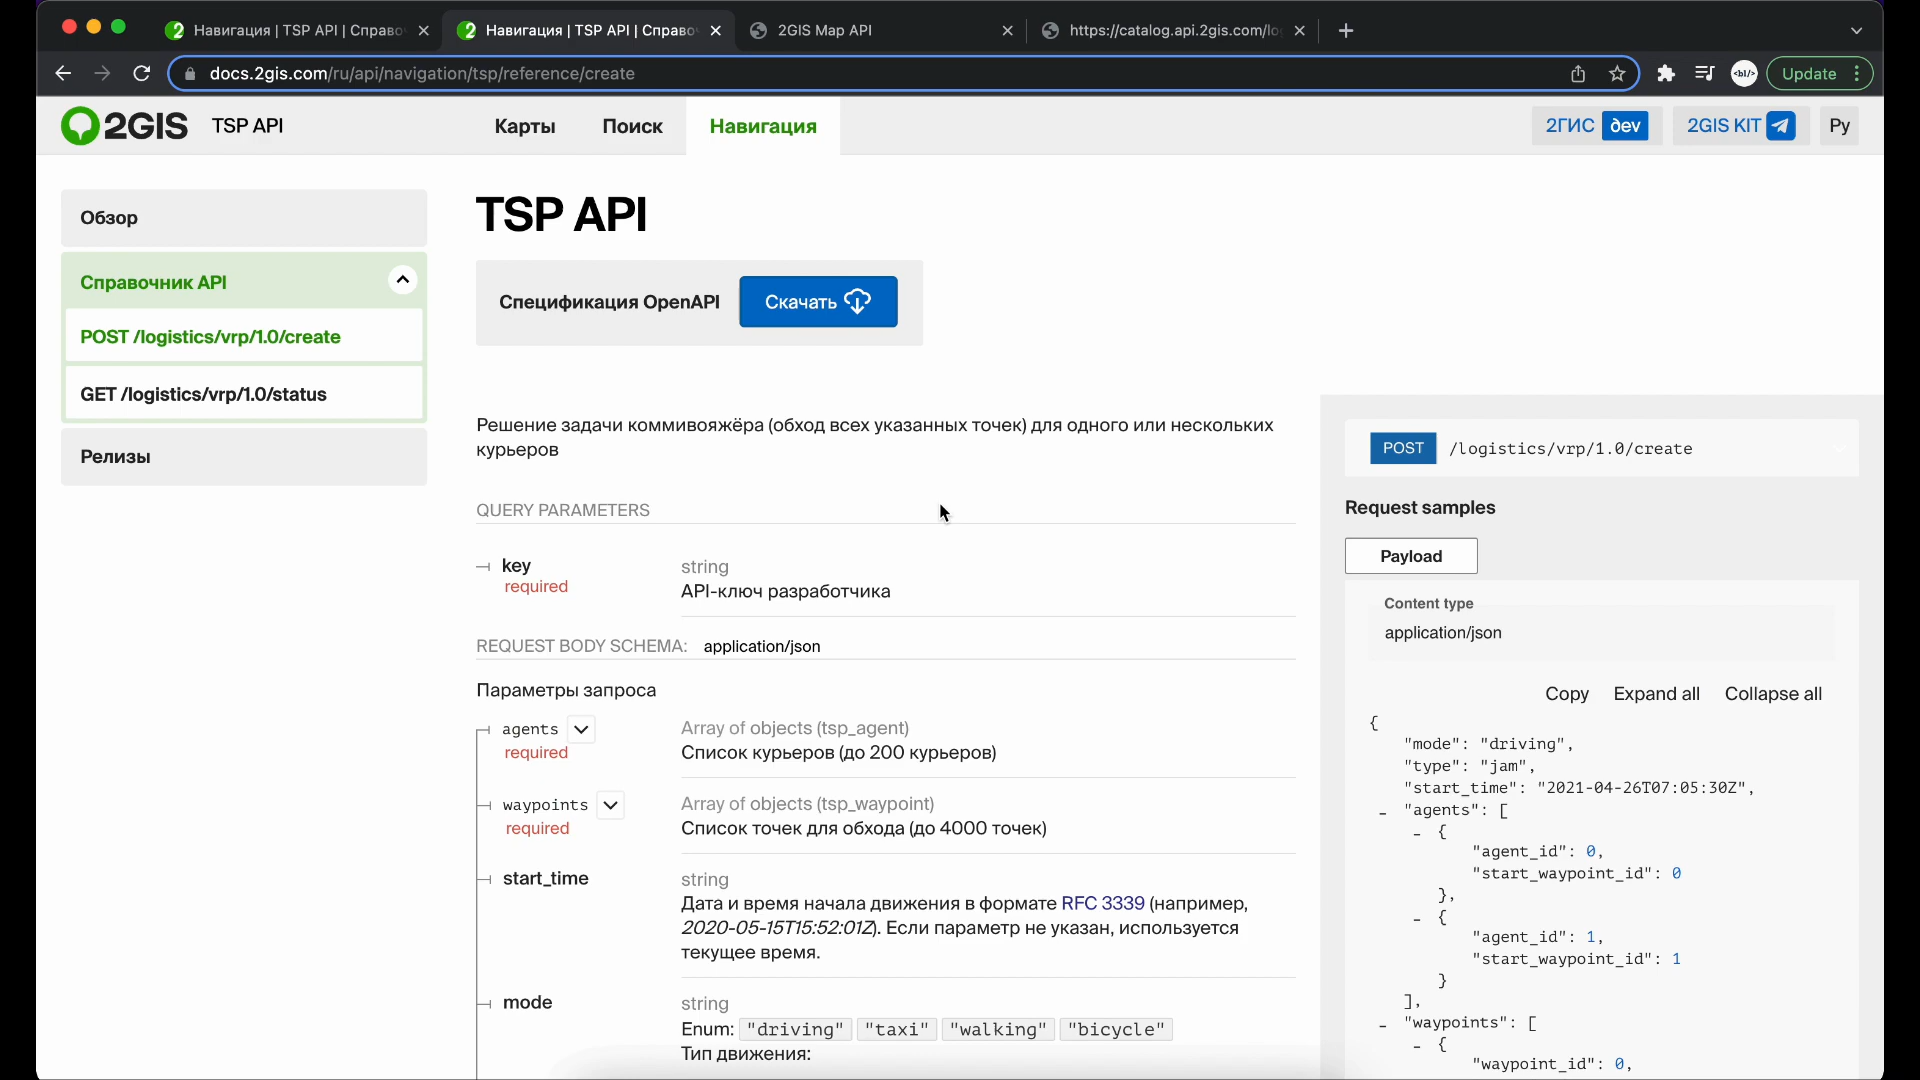 Навигация | TSP API | Справо
Навигация | TSP API | Справо
2GIS Map API
https://catalog.api.2gis.com/lo
docs.2gis.com/ru/api/navigation/tsp/reference/create
Update
2GIS TSP API
Карты
Поиск
Навигация
2ГИС dev
2GIS KIT
Ру
Обзор
Справочник API
POST /logistics/vrp/1.0/create
GET /logistics/vrp/1.0/status
Релизы
TSP API
Спецификация OpenAPI
Скачать
Решение задачи коммивояжёра (обход всех указанных точек) для одного или нескольких
курьеров
QUERY PARAMETERS
key
required
string
API-ключ разработчика
REQUEST BODY SCHEMA: application/json
Параметры запроса
agents
required
Array of objects (tsp_agent)
Список курьеров (до 200 курьеров)
waypoints
required
Array of objects (tsp_waypoint)
Список точек для обхода (до 4000 точек)
start_time
string
Дата и время начала движения в формате RFC 3339 (например,
2020-05-15T15:52:01Z). Если параметр не указан, используется
текущее время.
mode
string
Enum: "driving" "taxi" "walking" "bicycle"
Тип движения:
POST /logistics/vrp/1.0/create
Request samples
Payload
Content type
application/json
Copy
Expand all
Collapse all
{
"mode": "driving",
"type": "jam",
"start_time": "2021-04-26T07:05:30Z",
- "agents": [
- {
"agent_id": 0,
"start_waypoint_id": 0
},
- {
"agent_id": 1,
"start_waypoint_id": 1
}
],
- "waypoints": [
- {
"waypoint_id": 0,